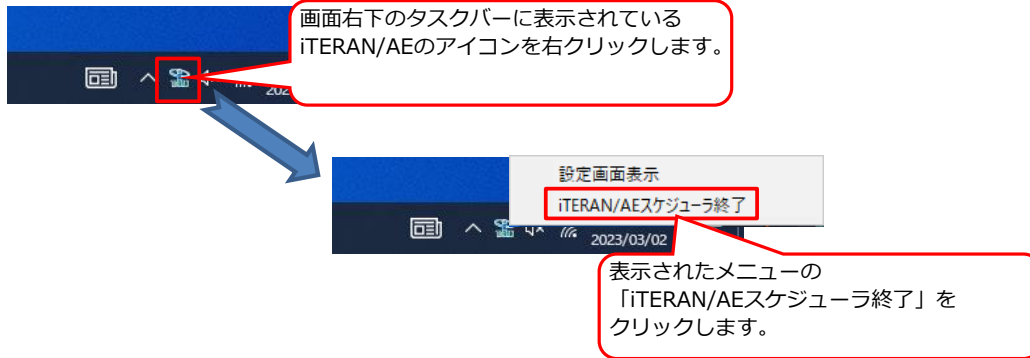 画面右下のタスクバーに表示されている
iTERAN/AEのアイコンを右クリックします。
設定画面表示
iTERAN/AEスケジューラ終了
2023/03/02
表示されたメニューの
「iTERAN/AEスケジューラ終了」を
クリックします。